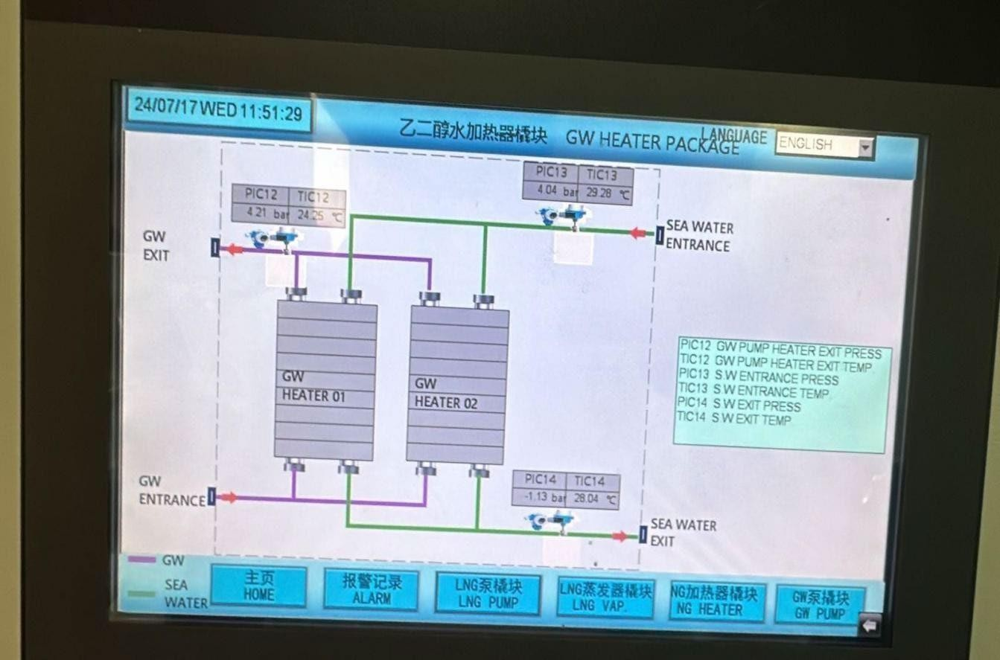 24/07/17 WED 11:51:29
乙二醇水加热器橇块 GW HEATER PACKAGE
LANGUAGE
ENGLISH
PIC13 TIC13
4.04 bar 29.28 ℃
PIC12 TIC12
4.21 bar 24.25 ℃
SEA WATER
ENTRANCE
GW
EXIT
GW
HEATER 01
GW
HEATER 02
PIC12 GW PUMP HEATER EXIT PRESS
TIC12 GW PUMP HEATER EXIT TEMP
PIC13 S.W ENTRANCE PRESS
TIC13 S.W ENTRANCE TEMP
PIC14 S.W EXIT PRESS
TIC14 S.W EXIT TEMP
PIC14 TIC14
-1.13 bar 28.04 ℃
GW
ENTRANCE
SEA WATER
EXIT
GW
SEA
WATER
主页
HOME
报警记录
ALARM
LNG泵橇块
LNG PUMP
LNG蒸发器橇块
LNG VAP.
NG加热器橇块
NG HEATER
GW泵橇块
GW PUMP